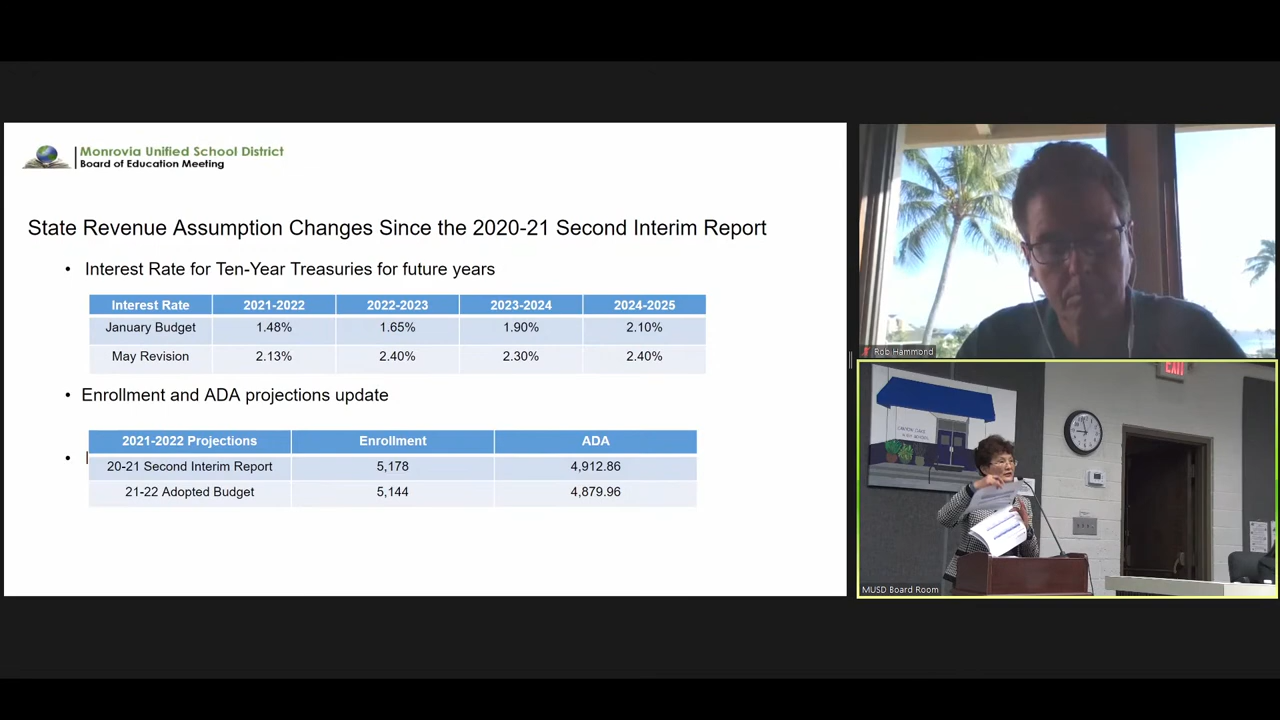 Monrovia Unified School District
Board of Education Meeting
State Revenue Assumption Changes Since the 2020-21 Second Interim Report
• Interest Rate for Ten-Year Treasuries for future years
Interest Rate 2021-2022 2022-2023 2023-2024 2024-2025
January Budget 1.48% 1.65% 1.90% 2.10%
May Revision 2.13% 2.40% 2.30% 2.40%
• Enrollment and ADA projections update
2021-2022 Projections Enrollment ADA
20-21 Second Interim Report 5,178 4,912.86
21-22 Adopted Budget 5,144 4,879.96
Rob Hammond
EXIT
MUSD Board Room